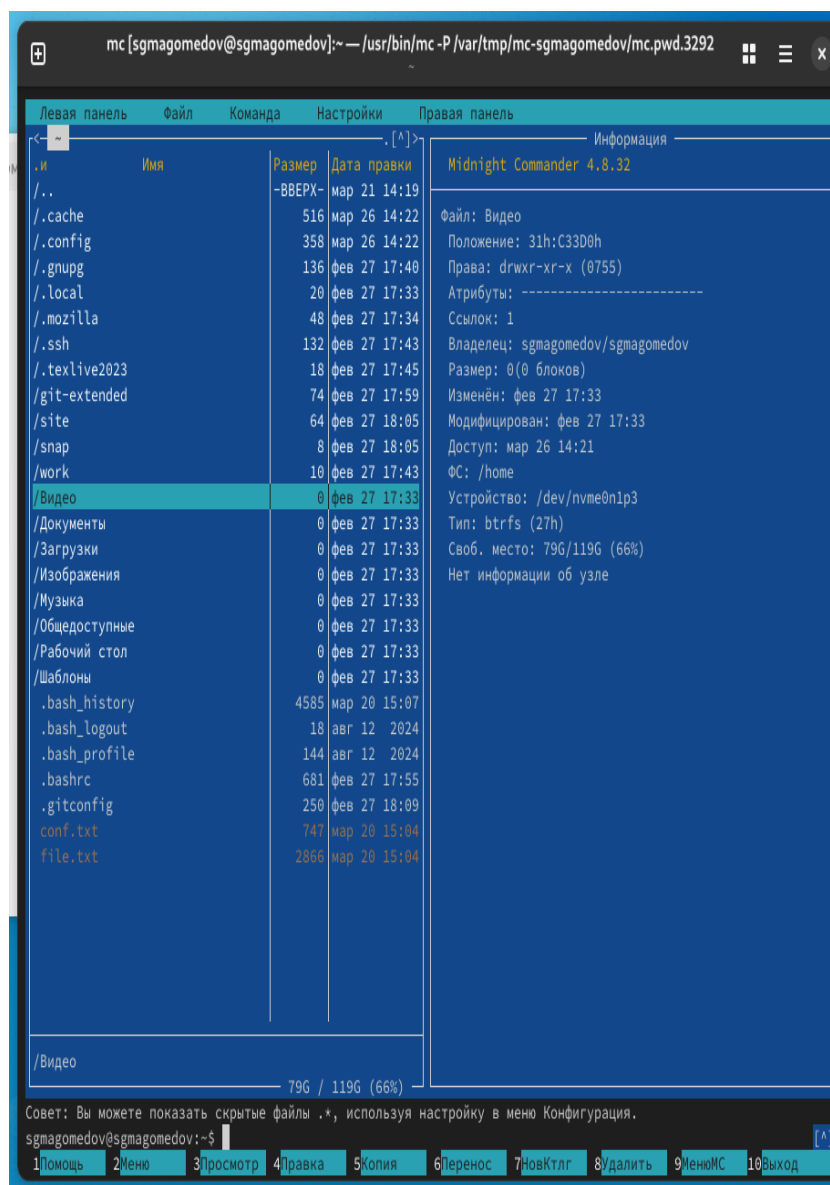 mc [sgmagomedov@sgmagomedov]:~ — /usr/bin/mc -P /var/tmp/mc-sgmagomedov/mc.pwd.3292
~
Левая панель Файл Команда Настройки Правая панель
<— ~ .[^]>
.и Имя Размер Дата правки
/.. -ВВЕРХ- мар 21 14:19
/.cache 516 мар 26 14:22
/.config 358 мар 26 14:22
/.gnupg 136 фев 27 17:40
/.local 20 фев 27 17:33
/.mozilla 48 фев 27 17:34
/.ssh 132 фев 27 17:43
/.texlive2023 18 фев 27 17:45
/git-extended 74 фев 27 17:59
/site 64 фев 27 18:05
/snap 8 фев 27 18:05
/work 10 фев 27 17:43
/Видео 0 фев 27 17:33
/Документы 0 фев 27 17:33
/Загрузки 0 фев 27 17:33
/Изображения 0 фев 27 17:33
/Музыка 0 фев 27 17:33
/Общедоступные 0 фев 27 17:33
/Рабочий стол 0 фев 27 17:33
/Шаблоны 0 фев 27 17:33
.bash_history 4585 мар 20 15:07
.bash_logout 18 авг 12 2024
.bash_profile 144 авг 12 2024
.bashrc 681 фев 27 17:55
.gitconfig 250 фев 27 18:09
conf.txt 747 мар 20 15:04
file.txt 2866 мар 20 15:04
/Видео
79G / 119G (66%)
Информация
Midnight Commander 4.8.32
Файл: Видео
Положение: 31h:C33D0h
Права: drwxr-xr-x (0755)
Атрибуты: -------------------------
Ссылок: 1
Владелец: sgmagomedov/sgmagomedov
Размер: 0(0 блоков)
Изменён: фев 27 17:33
Модифицирован: фев 27 17:33
Доступ: мар 26 14:21
ФС: /home
Устройство: /dev/nvme0n1p3
Тип: btrfs (27h)
Своб. место: 79G/119G (66%)
Нет информации об узле
Совет: Вы можете показать скрытые файлы .*, используя настройку в меню Конфигурация.
sgmagomedov@sgmagomedov:~$ [^]
1Помощь 2Меню 3Просмотр 4Правка 5Копия 6Перенос 7НовКтлг 8Удалить 9МенюMC 10Выход